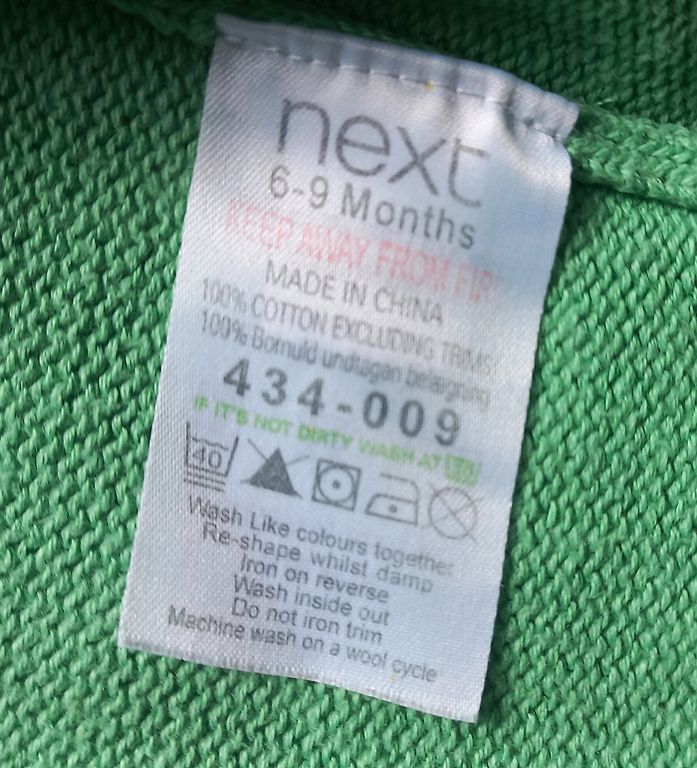 next
6-9 Months
KEEP AWAY FROM FIRE
MADE IN CHINA
100% COTTON EXCLUDING TRIMS
100% Bomuld undtagen belægning
434-009
IF IT'S NOT DIRTY WASH AT 30
40
Wash Like colours together
Re-shape whilst damp
Iron on reverse
Wash inside out
Do not iron trim
Machine wash on a wool cycle